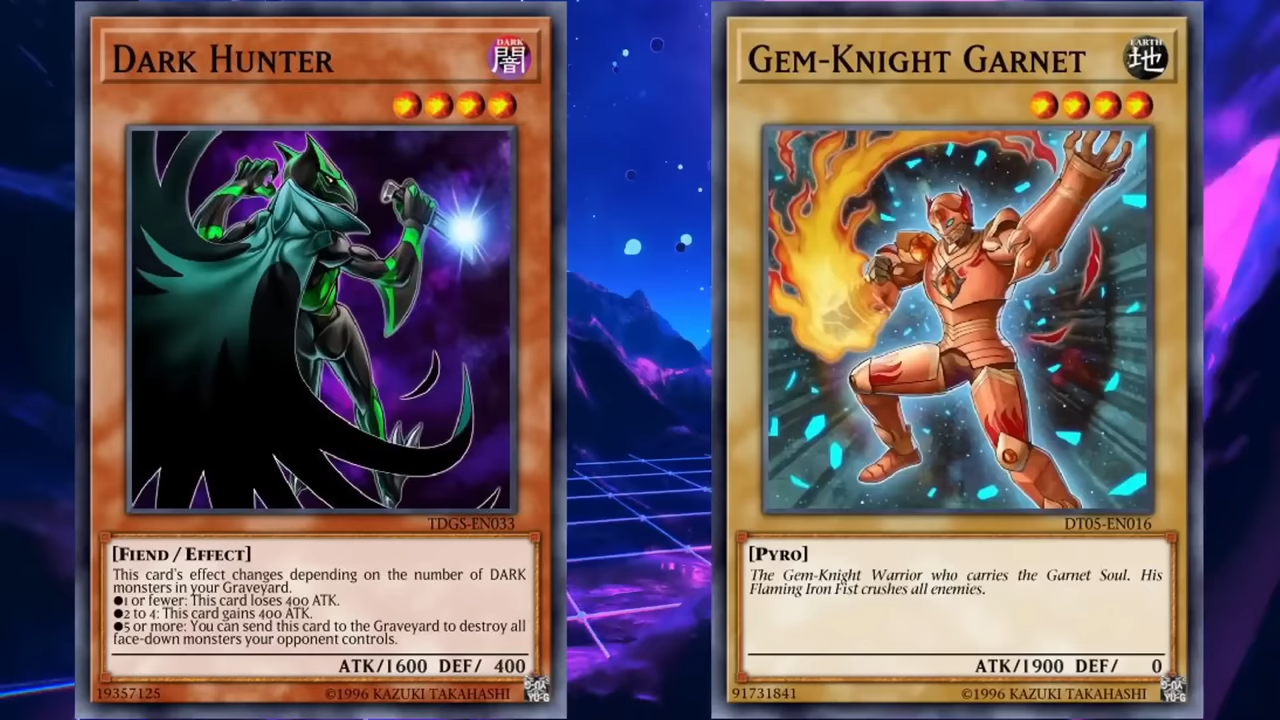 Dark Hunter
DARK
闇
TDGS-EN033
[Fiend / Effect]
This card's effect changes depending on the number of DARK
monsters in your Graveyard.
●1 or fewer: This card loses 400 ATK.
●2 to 4: This card gains 400 ATK.
●5 or more: You can send this card to the Graveyard to destroy all
face-down monsters your opponent controls.
ATK/1600 DEF/ 400
19357125 ©1996 KAZUKI TAKAHASHI
Gem-Knight Garnet
EARTH
地
DT05-EN016
[Pyro]
The Gem-Knight Warrior who carries the Garnet Soul. His
Flaming Iron Fist crushes all enemies.
ATK/1900 DEF/ 0
91731841 ©1996 KAZUKI TAKAHASHI